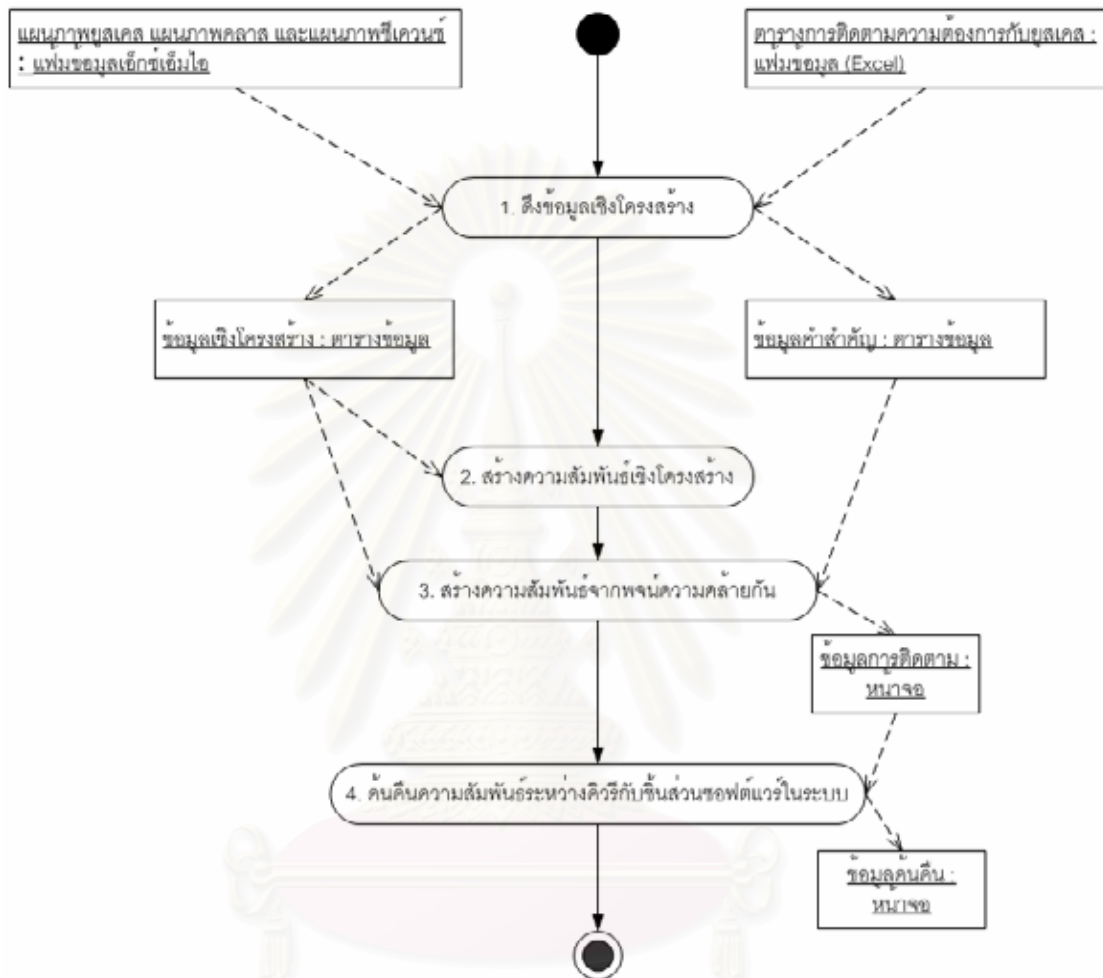 แผนภาพยูสเคส แผนภาพคลาส และแผนภาพซีเควนซ์
: แฟ้มข้อมูลเอ็กซ์เอ็มไอ
ตารางการติดตามความต้องการกับยูสเคส :
แฟ้มข้อมูล (Excel)
1. ดึงข้อมูลเชิงโครงสร้าง
ข้อมูลเชิงโครงสร้าง : ตารางข้อมูล
ข้อมูลคำสำคัญ : ตารางข้อมูล
2. สร้างความสัมพันธ์เชิงโครงสร้าง
3. สร้างความสัมพันธ์จากพจน์ความคล้ายกัน
ข้อมูลการติดตาม :
หน้าจอ
4. ค้นคืนความสัมพันธ์ระหว่างคิวรีกับชิ้นส่วนซอฟต์แวร์ในระบบ
ข้อมูลค้นคืน :
หน้าจอ